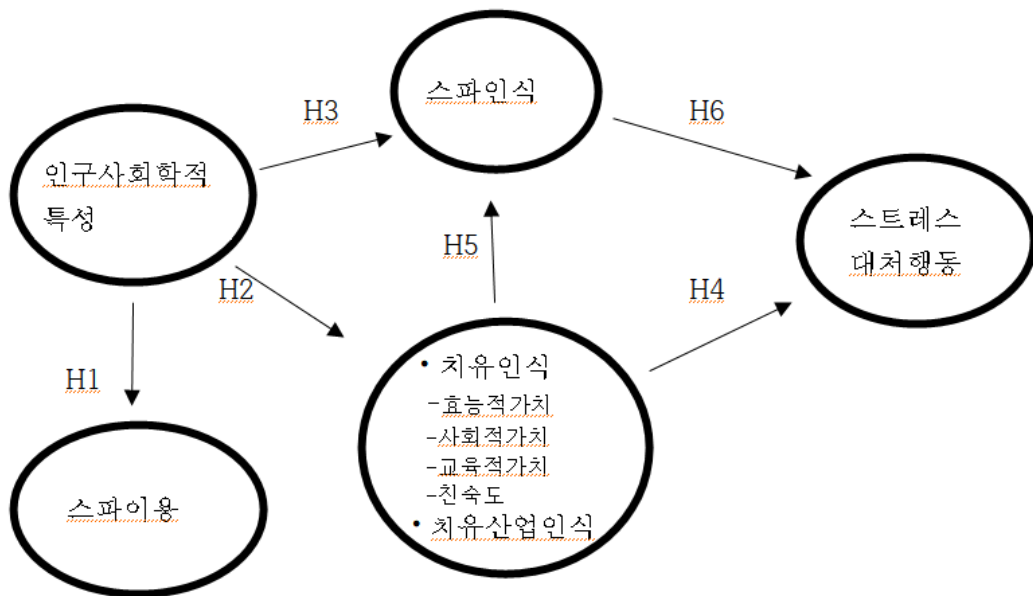 스파인식
H3
H6
인구사회학적
특성
스트레스
대처행동
H5
H2
H4
• 치유인식
-효능적가치
-사회적가치
-교육적가치
-친숙도
• 치유산업인식
H1
스파이용